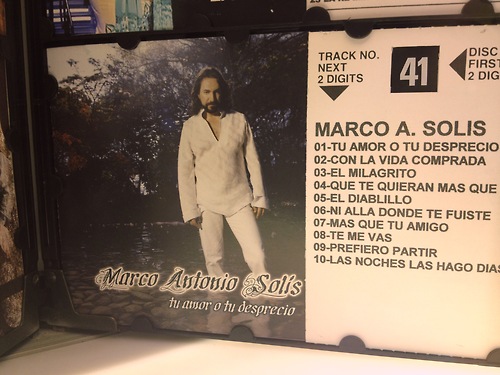 TRACK NO.
NEXT
2 DIGITS
41
DISC
FIRST
2 DIG
MARCO A. SOLIS
01-TU AMOR O TU DESPRECIO
02-CON LA VIDA COMPRADA
03-EL MILAGRITO
04-QUE TE QUIERAN MAS QUE
05-EL DIABLILLO
06-NI ALLA DONDE TE FUISTE
07-MAS QUE TU AMIGO
08-TE ME VAS
09-PREFIERO PARTIR
10-LAS NOCHES LAS HAGO DIAS
Marco Antonio Solís
tu amor o tu desprecio